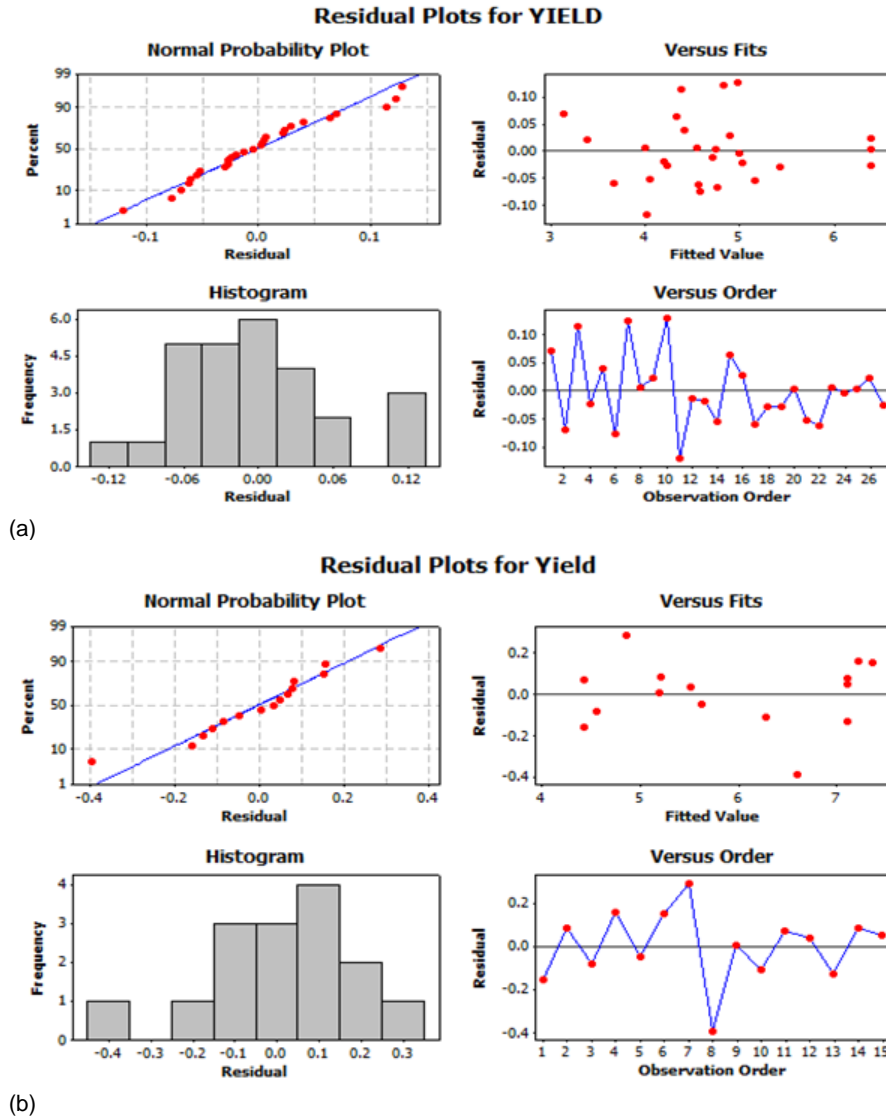 Residual Plots for YIELD
Normal Probability Plot
Versus Fits
99
90
50
10
1
Percent
-0.1 0.0 0.1
Residual
0.10
0.05
0.00
-0.05
-0.10
Residual
3 4 5 6
Fitted Value
Histogram
Versus Order
6.0
4.5
3.0
1.5
0.0
Frequency
-0.12 -0.06 0.00 0.06 0.12
Residual
0.10
0.05
0.00
-0.05
-0.10
Residual
2 4 6 8 10 12 14 16 18 20 22 24 26
Observation Order
(a)
Residual Plots for Yield
Normal Probability Plot
Versus Fits
99
90
50
10
1
Percent
-0.4 -0.2 0.0 0.2 0.4
Residual
0.2
0.0
-0.2
-0.4
Residual
4 5 6 7
Fitted Value
Histogram
Versus Order
4
3
2
1
0
Frequency
-0.4 -0.3 -0.2 -0.1 0.0 0.1 0.2 0.3
Residual
0.2
0.0
-0.2
-0.4
Residual
1 2 3 4 5 6 7 8 9 10 11 12 13 14 15
Observation Order
(b)